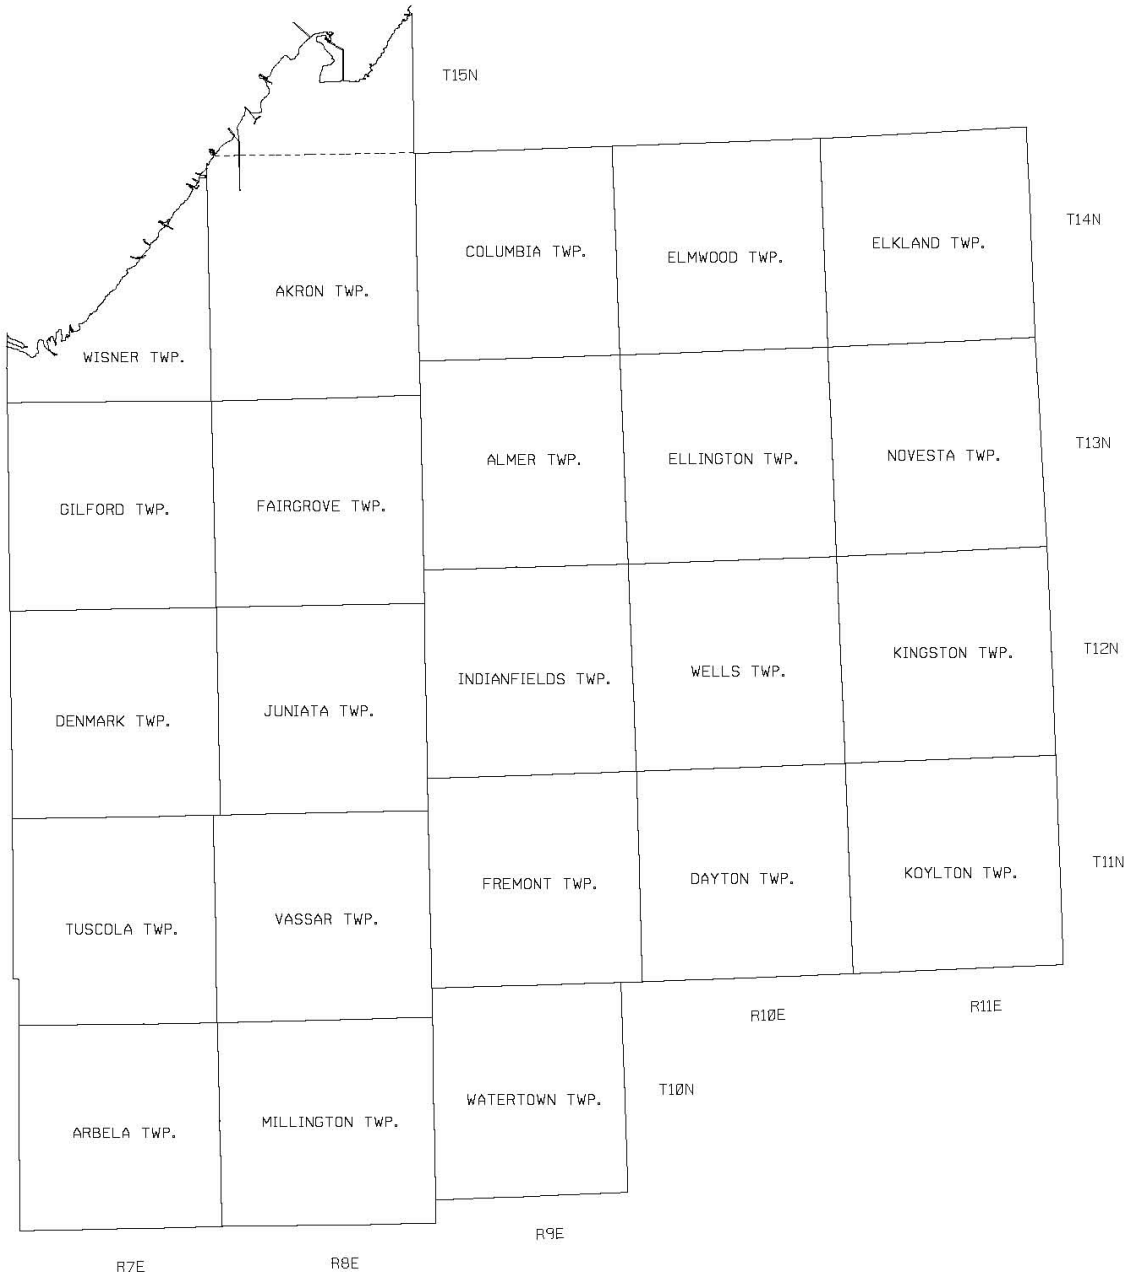 T15N
T14N
ELKLAND TWP.
COLUMBIA TWP.
ELMWOOD TWP.
AKRON TWP.
WISNER TWP.
T13N
NOVESTA TWP.
ALMER TWP.
ELLINGTON TWP.
FAIRGROVE TWP.
GILFORD TWP.
T12N
KINGSTON TWP.
WELLS TWP.
INDIANFIELDS TWP.
JUNIATA TWP.
DENMARK TWP.
T11N
KOYLTON TWP.
DAYTON TWP.
FREMONT TWP.
VASSAR TWP.
TUSCOLA TWP.
R11E
R10E
T10N
WATERTOWN TWP.
MILLINGTON TWP.
ARBELA TWP.
R9E
R8E
R7E